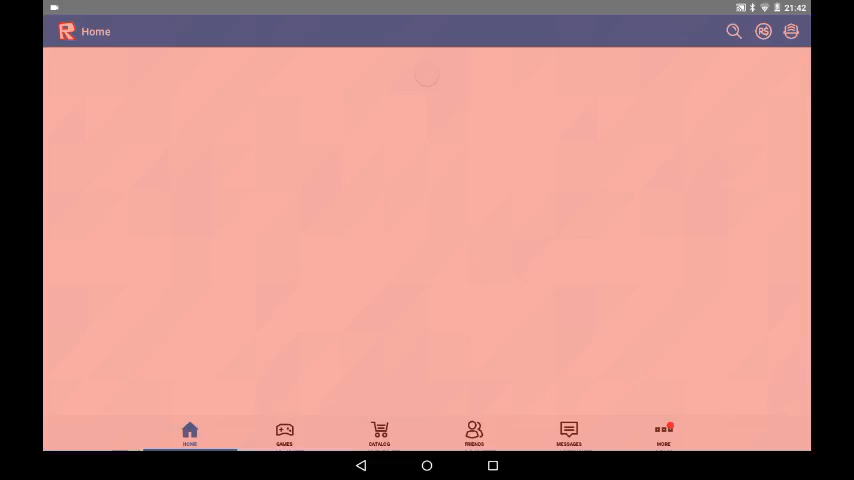 21:42
R Home
R$
HOME GAMES CATALOG FRIENDS MESSAGES MORE